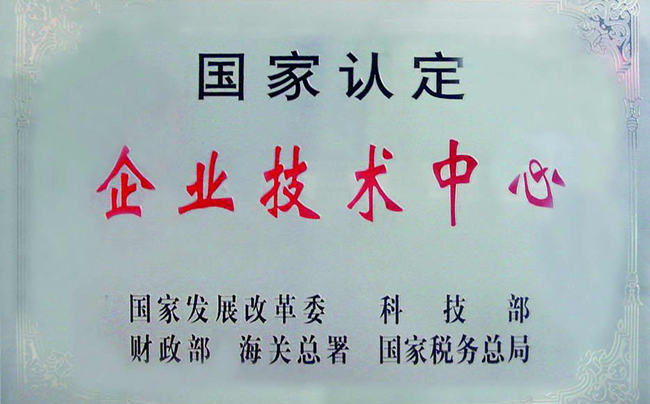 国家认定
企业技术中心
国家发展改革委 科技部
财政部 海关总署 国家税务总局